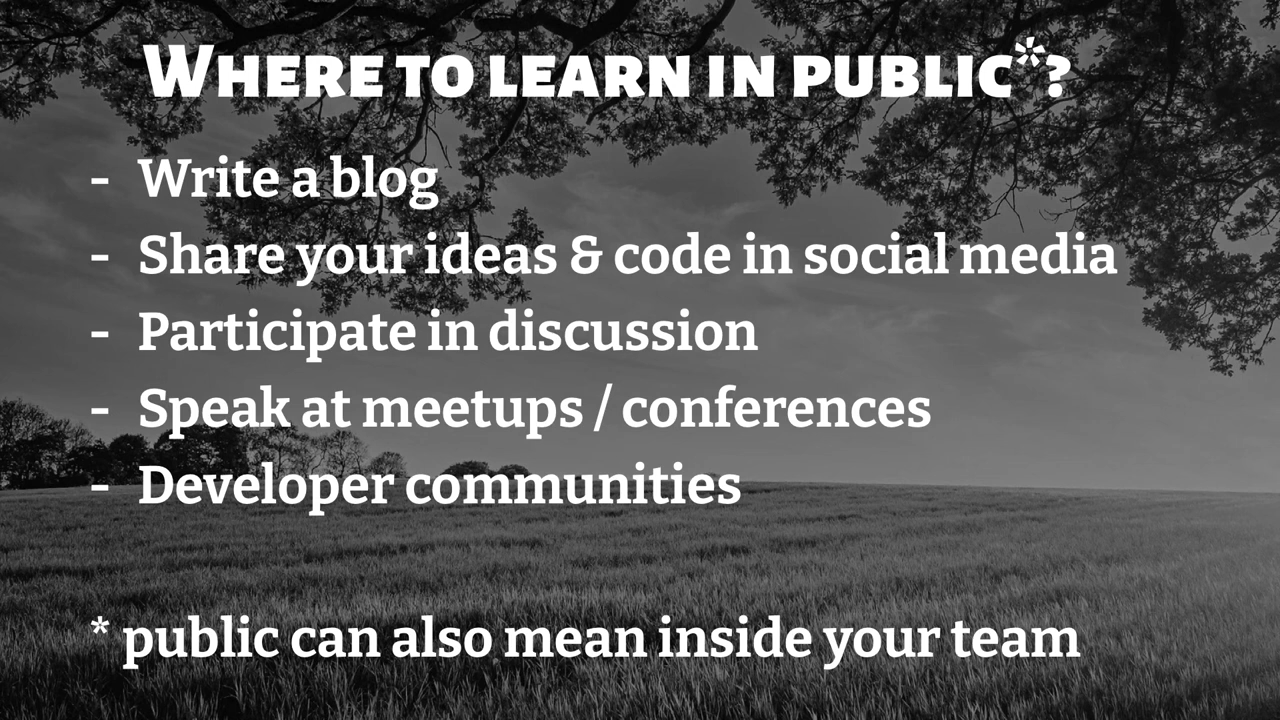 Where to learn in public*?
- Write a blog
- Share your ideas & code in social media
- Participate in discussion
- Speak at meetups / conferences
- Developer communities
* public can also mean inside your team